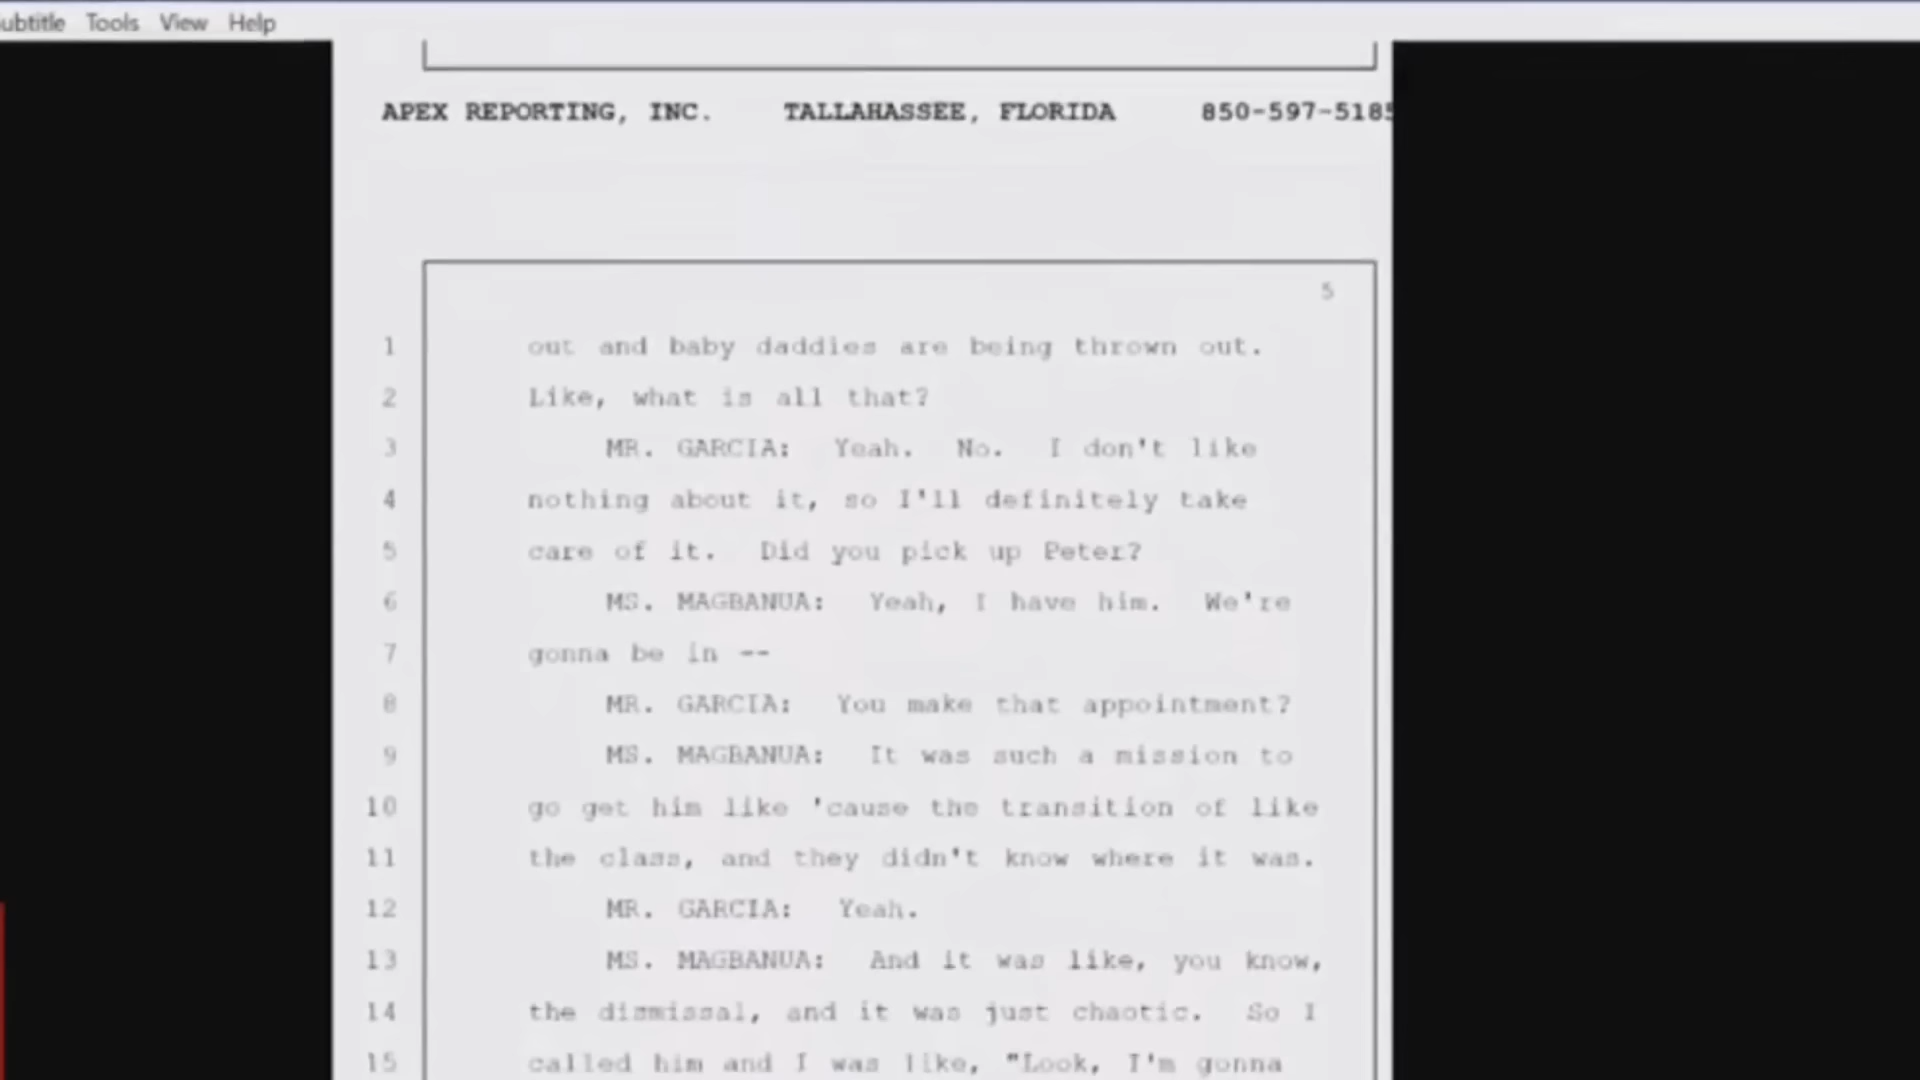 ubtitle Tools View Help
APEX REPORTING, INC. TALLAHASSEE, FLORIDA 850-597-5185
5
1 out and baby daddies are being thrown out.
2 Like, what is all that?
3 MR. GARCIA: Yeah. No. I don't like
4 nothing about it, so I'll definitely take
5 care of it. Did you pick up Peter?
6 MS. MAGBANUA: Yeah, I have him. We're
7 gonna be in --
8 MR. GARCIA: You make that appointment?
9 MS. MAGBANUA: It was such a mission to
10 go get him like 'cause the transition of like
11 the class, and they didn't know where it was.
12 MR. GARCIA: Yeah.
13 MS. MAGBANUA: And it was like, you know,
14 the dismissal, and it was just chaotic. So I
15 called him and I was like, "Look, I'm gonna